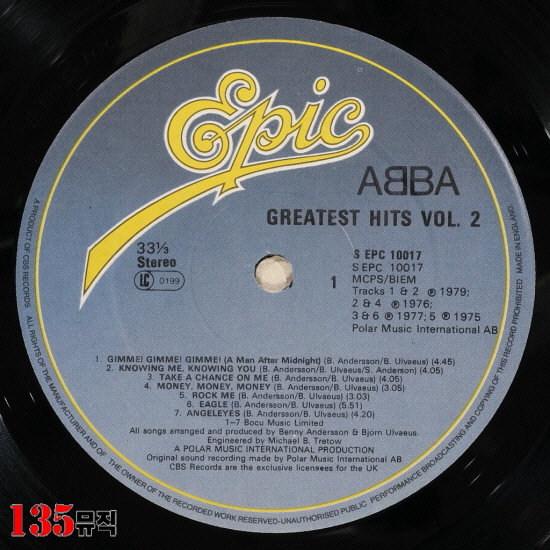 Epic
ABBA
GREATEST HITS VOL. 2
33⅓
Stereo
LC 0199
1
S EPC 10017
S EPC 10017
MCPS/BIEM
Tracks 1 & 2 ℗ 1979;
2 & 4 ℗ 1976;
3 & 6 ℗ 1977; 5 ℗ 1975
Polar Music International AB
1. GIMME! GIMME! GIMME! (A Man After Midnight) (B. Andersson/B. Ulvaeus) (4.45)
2. KNOWING ME, KNOWING YOU (B. Andersson/B. Ulvaeus/S. Anderson) (4.05)
3. TAKE A CHANCE ON ME (B. Andersson/B. Ulvaeus) (4.05)
4. MONEY, MONEY, MONEY (B. Andersson/B. Ulvaeus) (3.05)
5. ROCK ME (B. Andersson/B. Ulvaeus) (3.03)
6. EAGLE (B. Andersson/B. Ulvaeus) (5.51)
7. ANGELEYES (B. Andersson/B. Ulvaeus) (4.20)
1–7 Bocu Music Limited
All songs arranged and produced by Benny Andersson & Björn Ulvaeus.
Engineered by Michael B. Tretow
A POLAR MUSIC INTERNATIONAL PRODUCTION
Original sound recording made by Polar Music International AB
CBS Records are the exclusive licensees for the UK
A PRODUCT OF CBS RECORDS ALL RIGHTS OF THE MANUFACTURER AND OF THE OWNER OF THE RECORDED WORK RESERVED-UNAUTHORISED PUBLIC PERFORMANCE BROADCASTING AND COPYING OF THIS RECORD PROHIBITED MADE IN ENGLAND.
135뮤직